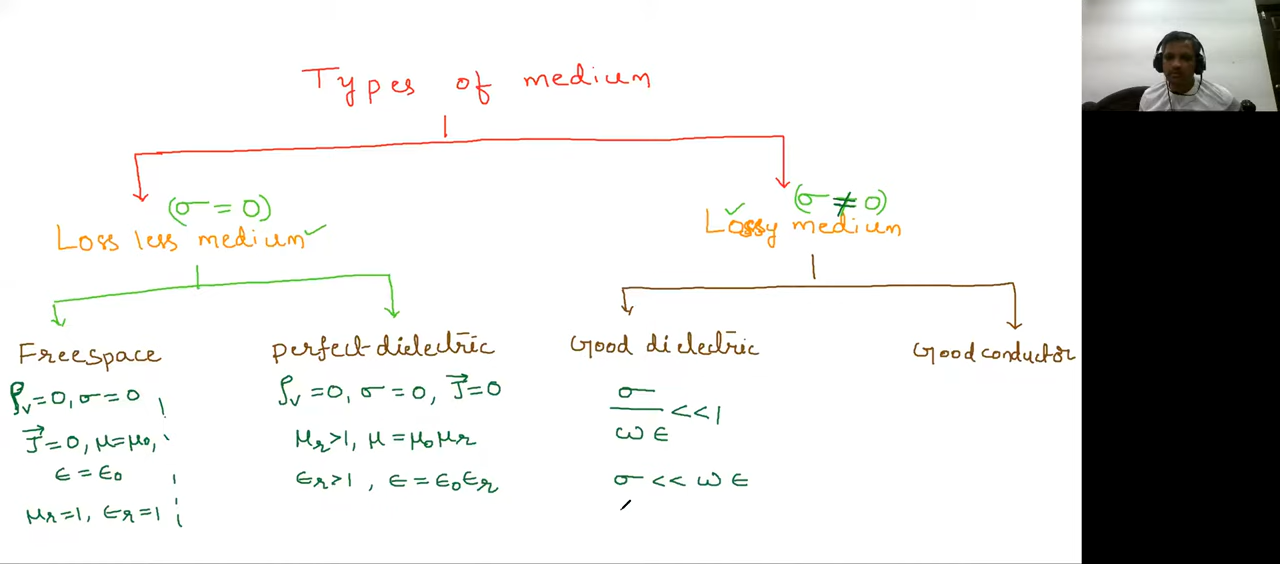 Types of medium
(σ = 0)
Loss less medium ✓
(σ ≠ 0)
Lossy medium
Freespace
ρᵥ=0, σ=0
J⃗=0, μ=μ₀,
ϵ=ϵ₀
μr=1, ϵr=1
perfect-dielectric
ρᵥ=0, σ=0, J⃗=0
μr>1, μ=μ₀μr
ϵr>1, ϵ=ϵ₀ϵr
Good dielectric
σ/ωϵ <<1
σ << ωϵ
Good conductor